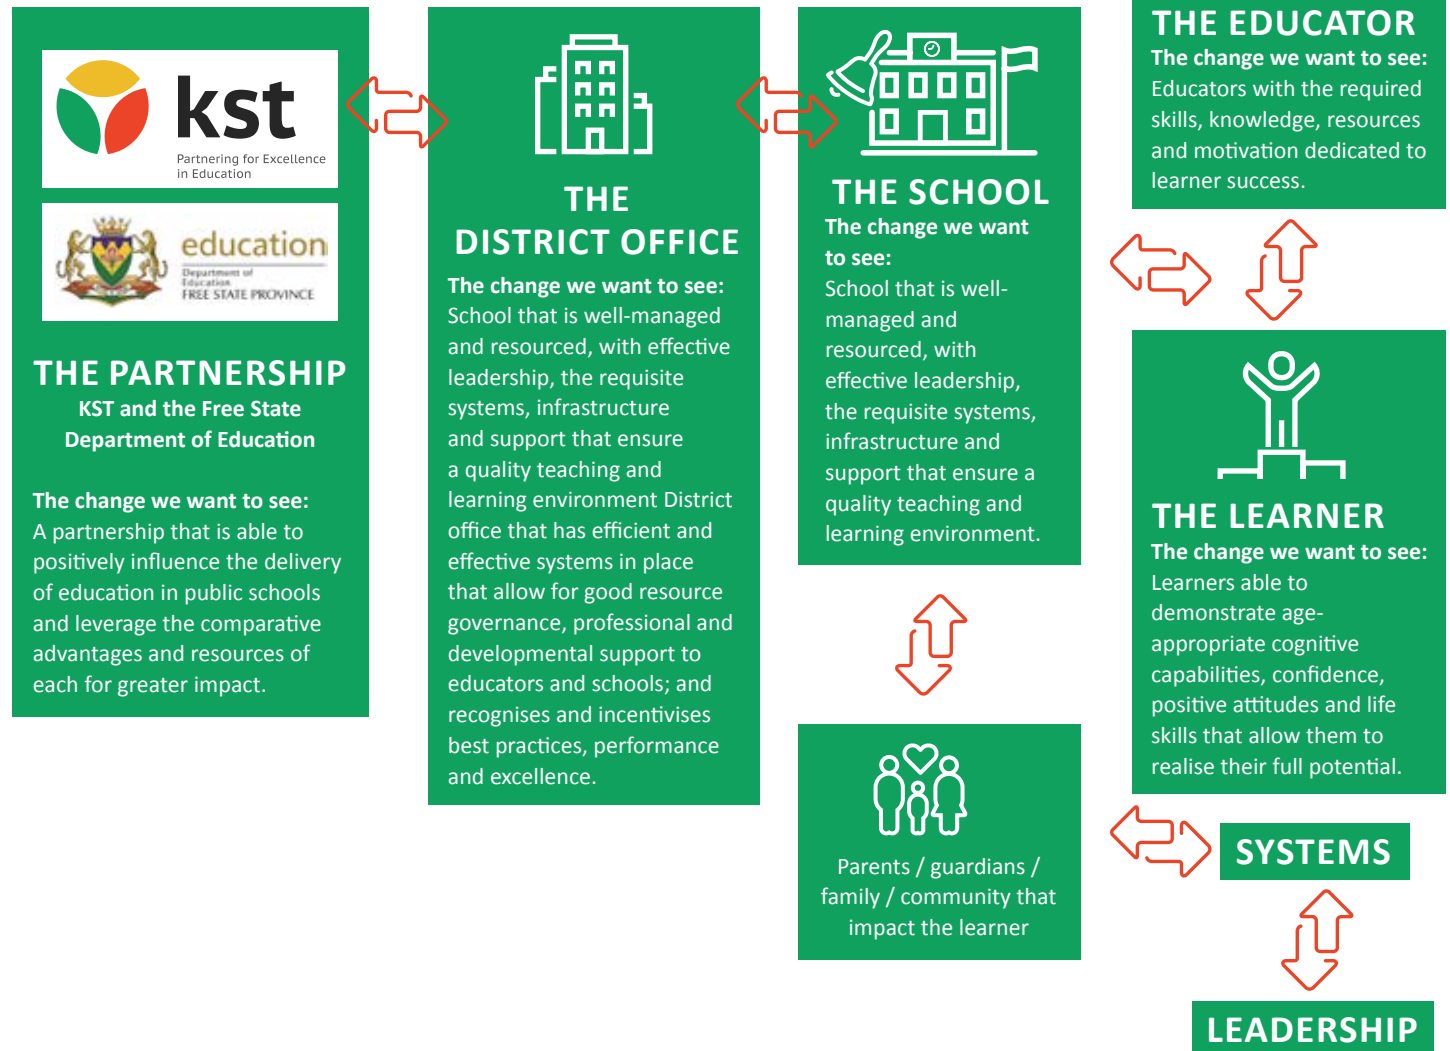 kst
Partnering for Excellence
in Education
education
Department of
Education
FREE STATE PROVINCE
THE PARTNERSHIP
KST and the Free State
Department of Education
The change we want to see:
A partnership that is able to
positively influence the delivery
of education in public schools
and leverage the comparative
advantages and resources of
each for greater impact.
THE
DISTRICT OFFICE
The change we want to see:
School that is well-managed
and resourced, with effective
leadership, the requisite
systems, infrastructure
and support that ensure
a quality teaching and
learning environment District
office that has efficient and
effective systems in place
that allow for good resource
governance, professional and
developmental support to
educators and schools; and
recognises and incentivises
best practices, performance
and excellence.
THE SCHOOL
The change we want
to see:
School that is well-
managed and
resourced, with
effective leadership,
the requisite systems,
infrastructure and
support that ensure a
quality teaching and
learning environment.
Parents / guardians /
family / community that
impact the learner
THE EDUCATOR
The change we want to see:
Educators with the required
skills, knowledge, resources
and motivation dedicated to
learner success.
THE LEARNER
The change we want to see:
Learners able to
demonstrate age-
appropriate cognitive
capabilities, confidence,
positive attitudes and life
skills that allow them to
realise their full potential.
SYSTEMS
LEADERSHIP